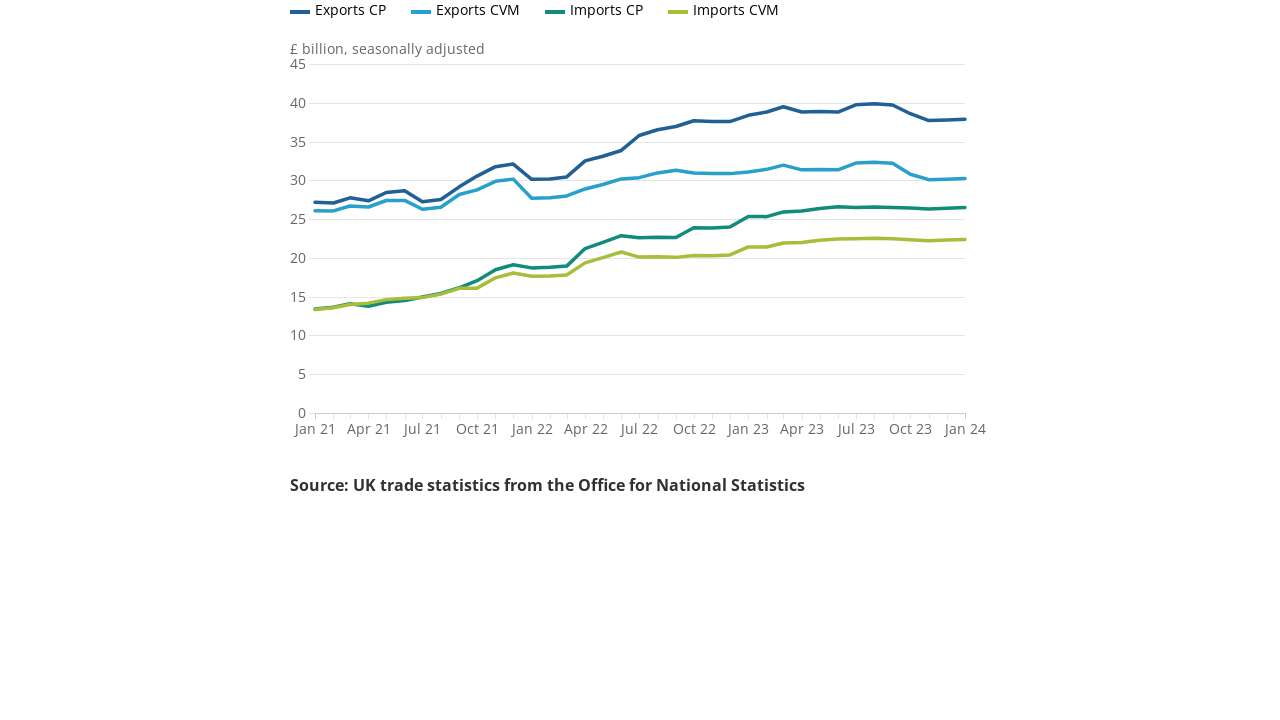 Exports CP Exports CVM Imports CP Imports CVM
£ billion, seasonally adjusted
45
40
35
30
25
20
15
10
5
0
Jan 21 Apr 21 Jul 21 Oct 21 Jan 22 Apr 22 Jul 22 Oct 22 Jan 23 Apr 23 Jul 23 Oct 23 Jan 24
Source: UK trade statistics from the Office for National Statistics